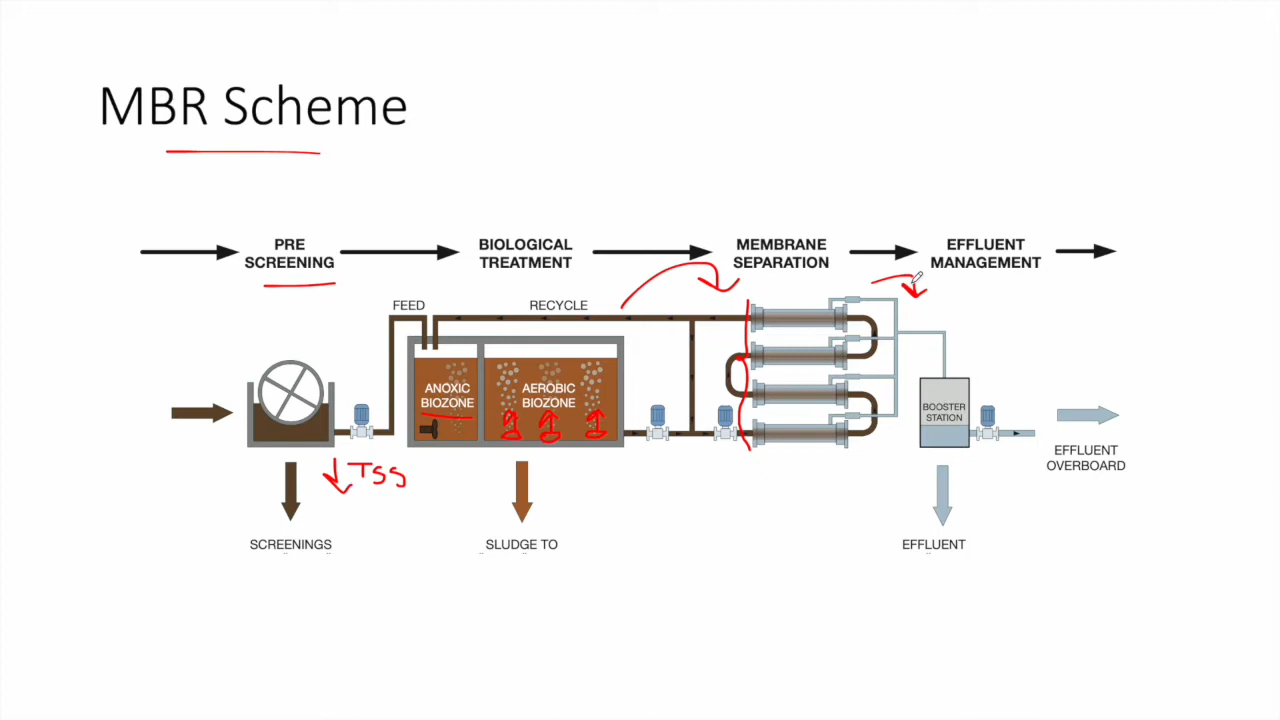 MBR Scheme
PRE
SCREENING
BIOLOGICAL
TREATMENT
MEMBRANE
SEPARATION
EFFLUENT
MANAGEMENT
FEED
RECYCLE
ANOXIC
BIOZONE
AEROBIC
BIOZONE
BOOSTER
STATION
TSS
EFFLUENT
OVERBOARD
SCREENINGS
SLUDGE TO
EFFLUENT